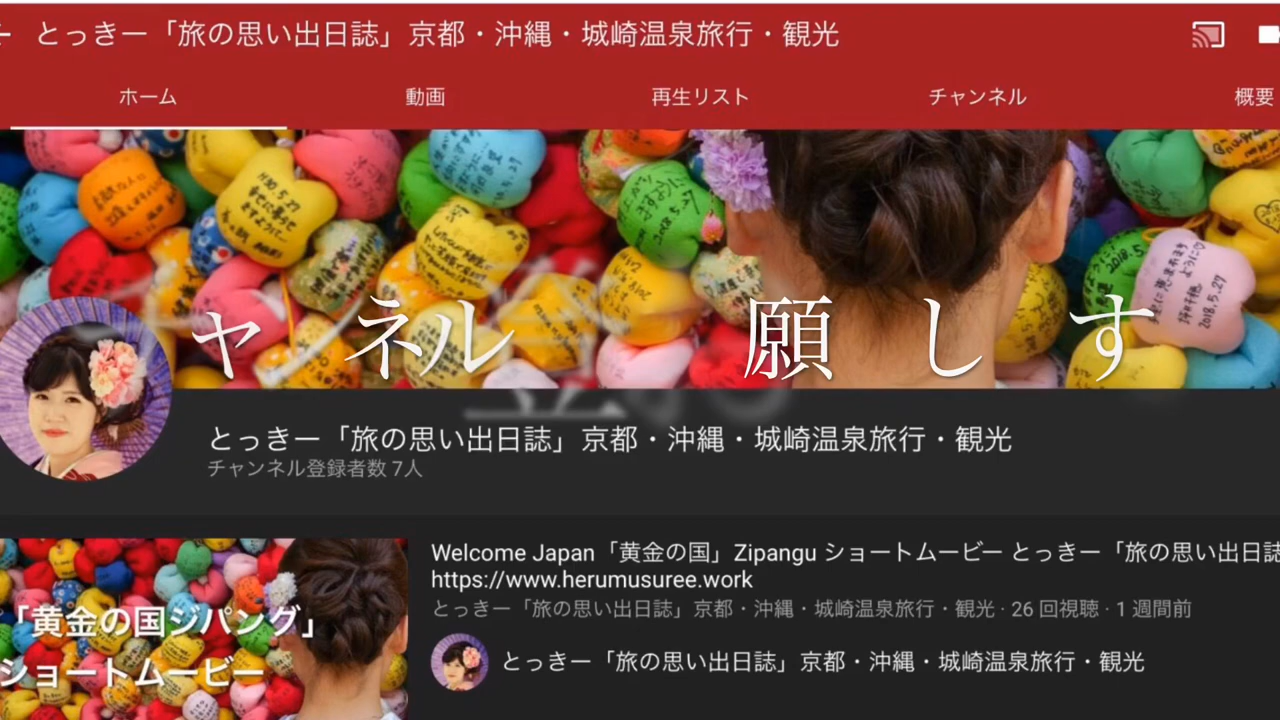 とっきー「旅の思い出日誌」京都・沖縄・城崎温泉旅行・観光
ホーム 動画 再生リスト チャンネル 概要
ャ ネル 願 し す
とっきー「旅の思い出日誌」京都・沖縄・城崎温泉旅行・観光
チャンネル登録者数 7人
Welcome Japan「黄金の国」Zipangu ショートムービー とっきー「旅の思い出日誌
https://www.herumusuree.work
とっきー「旅の思い出日誌」京都・沖縄・城崎温泉旅行・観光・26 回視聴・1 週間前
「黄金の国ジパング」
ショートムービー
とっきー「旅の思い出日誌」京都・沖縄・城崎温泉旅行・観光